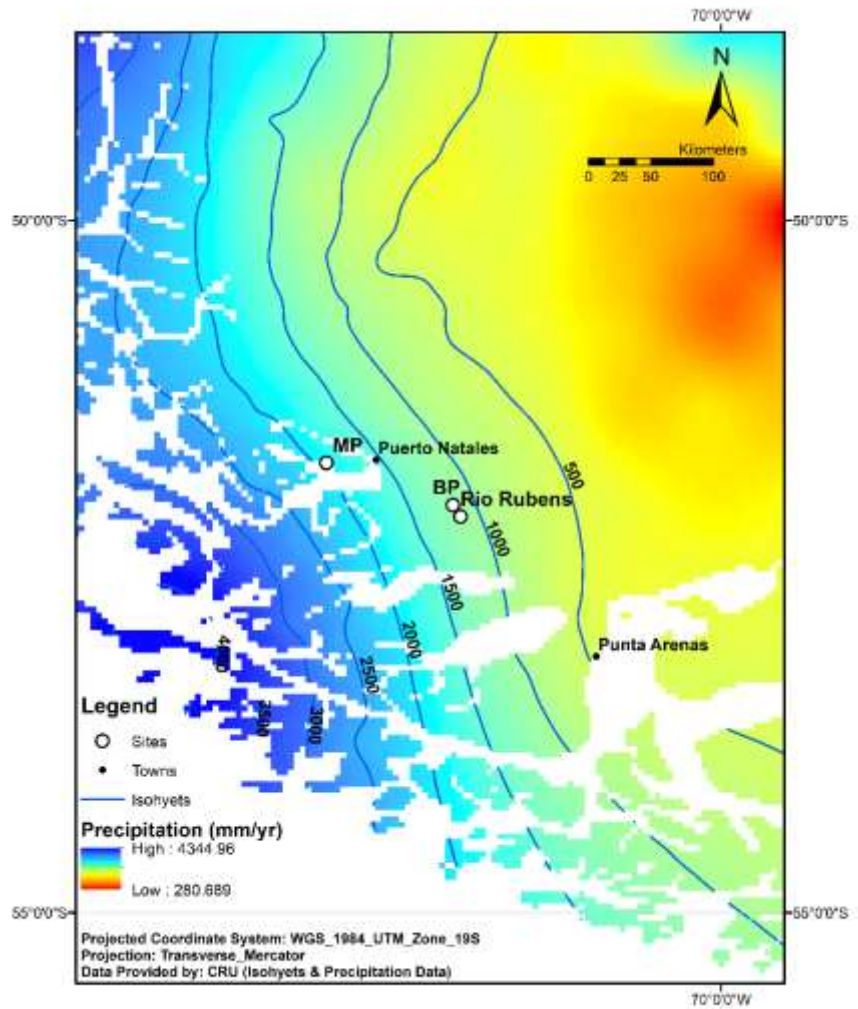 70°0'0"W
N
Kilometers
0 25 50 100
50°0'0"S
50°0'0"S
MP
Puerto Natales
500
BP
Rio Rubens
1000
1500
2000
Punta Arenas
2500
4000
3500
3000
Legend
Sites
Towns
Isohyets
Precipitation (mm/yr)
High : 4344.96
Low : 280.689
55°0'0"S
55°0'0"S
Projected Coordinate System: WGS_1984_UTM_Zone_19S
Projection: Transverse_Mercator
Data Provided by: CRU (Isohyets & Precipitation Data)
70°0'0"W